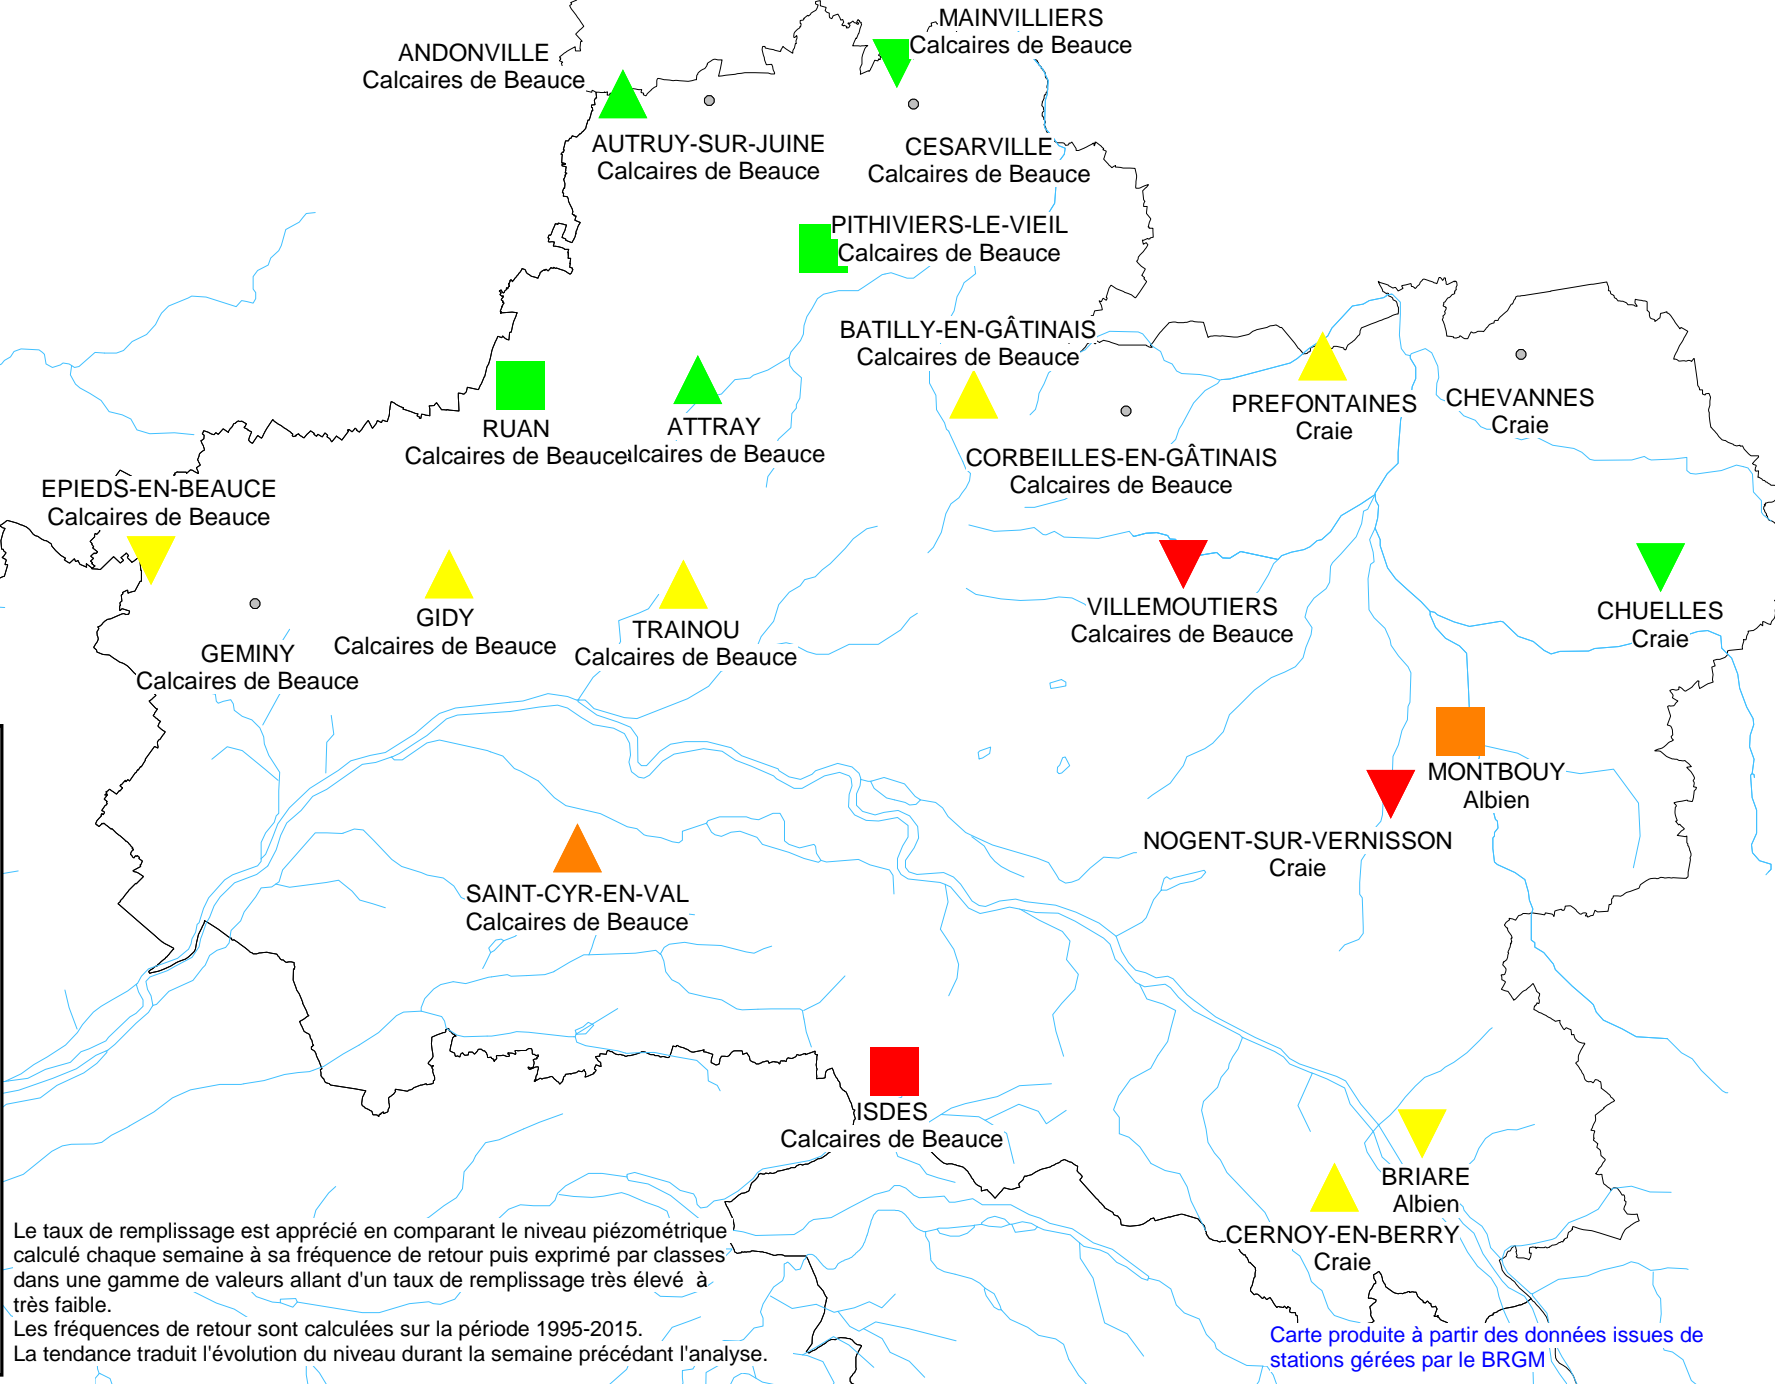 MAINVILLIERS
Calcaires de Beauce
ANDONVILLE
Calcaires de Beauce
AUTRUY-SUR-JUINE
Calcaires de Beauce
CESARVILLE
Calcaires de Beauce
PITHIVIERS-LE-VIEIL
Calcaires de Beauce
BATILLY-EN-GÂTINAIS
Calcaires de Beauce
PREFONTAINES
Craie
CHEVANNES
Craie
RUAN
Calcaires de Beauce
ATTRAY
alcaires de Beauce
CORBEILLES-EN-GÂTINAIS
Calcaires de Beauce
EPIEDS-EN-BEAUCE
Calcaires de Beauce
GIDY
Calcaires de Beauce
TRAINOU
Calcaires de Beauce
VILLEMOUTIERS
Calcaires de Beauce
CHUELLES
Craie
GEMINY
Calcaires de Beauce
MONTBOUY
Albien
NOGENT-SUR-VERNISSON
Craie
SAINT-CYR-EN-VAL
Calcaires de Beauce
ISDES
Calcaires de Beauce
BRIARE
Albien
CERNOY-EN-BERRY
Craie
Le taux de remplissage est apprécié en comparant le niveau piézométrique
calculé chaque semaine à sa fréquence de retour puis exprimé par classes
dans une gamme de valeurs allant d'un taux de remplissage très élevé à
très faible.
Les fréquences de retour sont calculées sur la période 1995-2015.
La tendance traduit l'évolution du niveau durant la semaine précédant l'analyse.
Carte produite à partir des données issues de
stations gérées par le BRGM